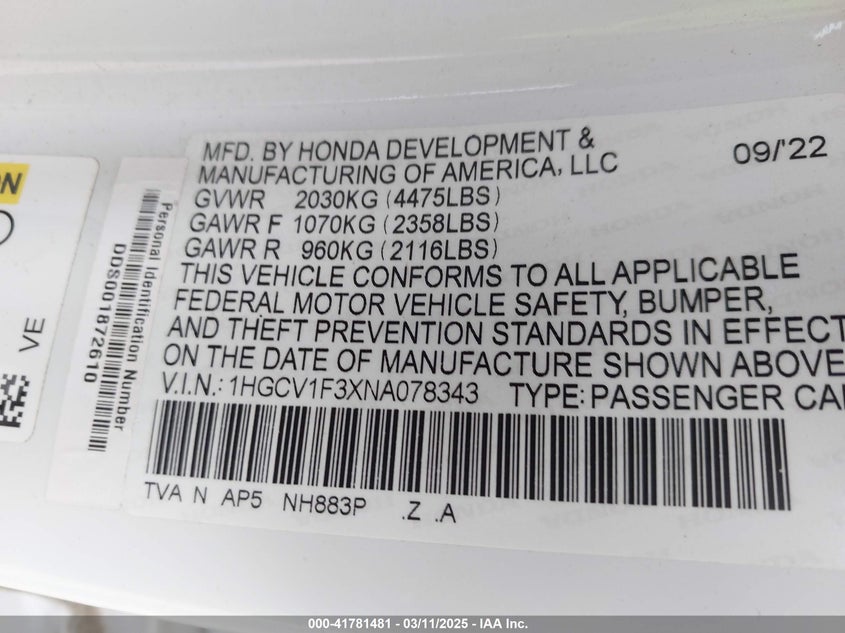 MFD. BY HONDA DEVELOPMENT &
MANUFACTURING OF AMERICA, LLC
09/'22
GVWR 2030KG (4475LBS)
GAWR F 1070KG (2358LBS)
GAWR R 960KG (2116LBS)
THIS VEHICLE CONFORMS TO ALL APPLICABLE
FEDERAL MOTOR VEHICLE SAFETY, BUMPER,
AND THEFT PREVENTION STANDARDS IN EFFECT
ON THE DATE OF MANUFACTURE SHOWN ABOVE
V.I.N.: 1HGCV1F3XNA078343 TYPE: PASSENGER CA
TVA N AP5 NH883P .Z .A
Personal Identification Number
DDS001872610
ON
VE
000-41781481 - 03/11/2025 - IAA Inc.